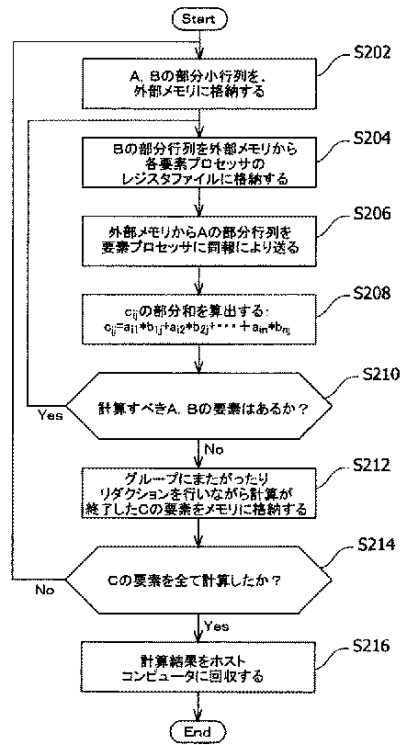 Start
S202
A, Bの部分小行列を,
外部メモリに格納する
S204
Bの部分行列を外部メモリから
各要素プロセッサの
レジスタファイルに格納する
S206
外部メモリからAの部分行列を
要素プロセッサに同報により送る
S208
cijの部分和を算出する:
cij=ai1*b1j+ai2*b2j+・・・+ain*bnj
S210
計算すべきA, Bの要素はあるか?
Yes
No
S212
グループにまたがったり
リダクションを行いながら計算が
終了したCの要素をメモリに格納する
S214
Cの要素を全て計算したか?
No
Yes
S216
計算結果をホスト
コンピュータに回収する
End